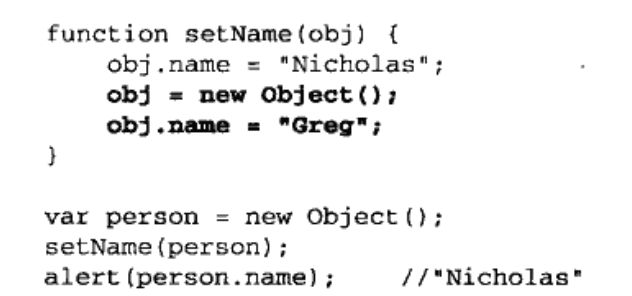 function setName(obj) {
    obj.name = "Nicholas";
    obj = new Object();
    obj.name = "Greg";
}

var person = new Object();
setName(person);
alert(person.name);    //"Nicholas"